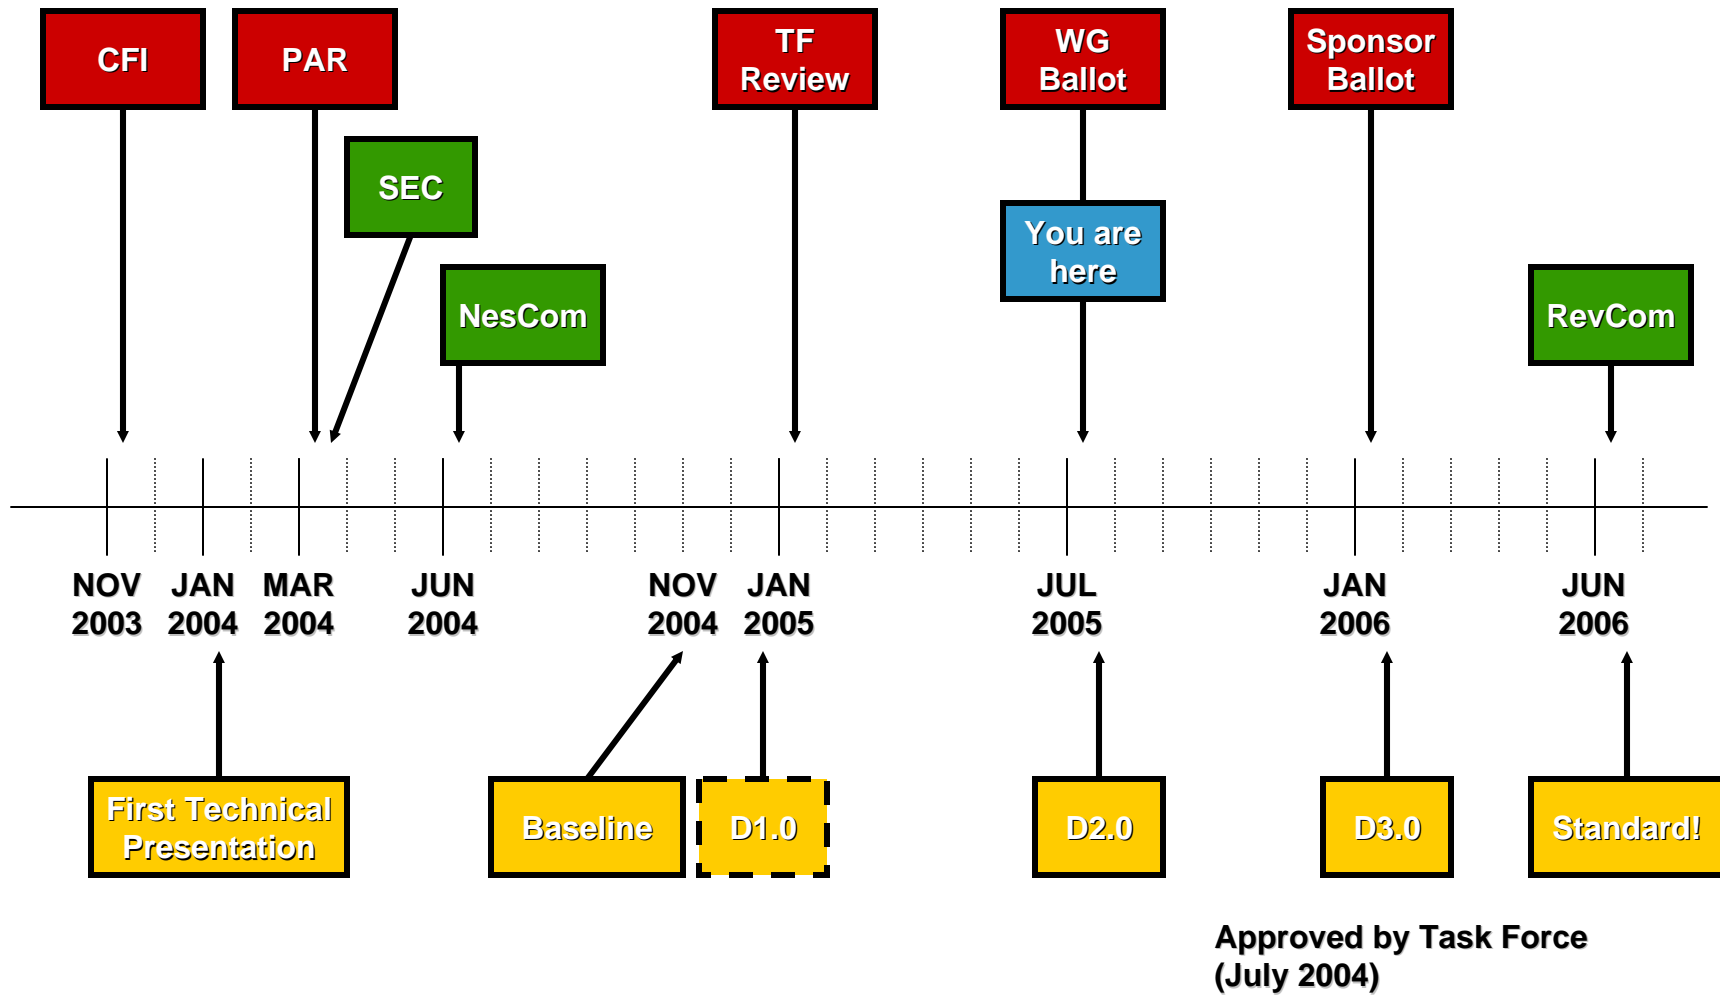 CFI
PAR
TF
Review
WG
Ballot
Sponsor
Ballot
SEC
You are
here
NesCom
RevCom
NOV
2003
JAN
2004
MAR
2004
JUN
2004
NOV
2004
JAN
2005
JUL
2005
JAN
2006
JUN
2006
First Technical
Presentation
Baseline
D1.0
D2.0
D3.0
Standard!
Approved by Task Force
(July 2004)